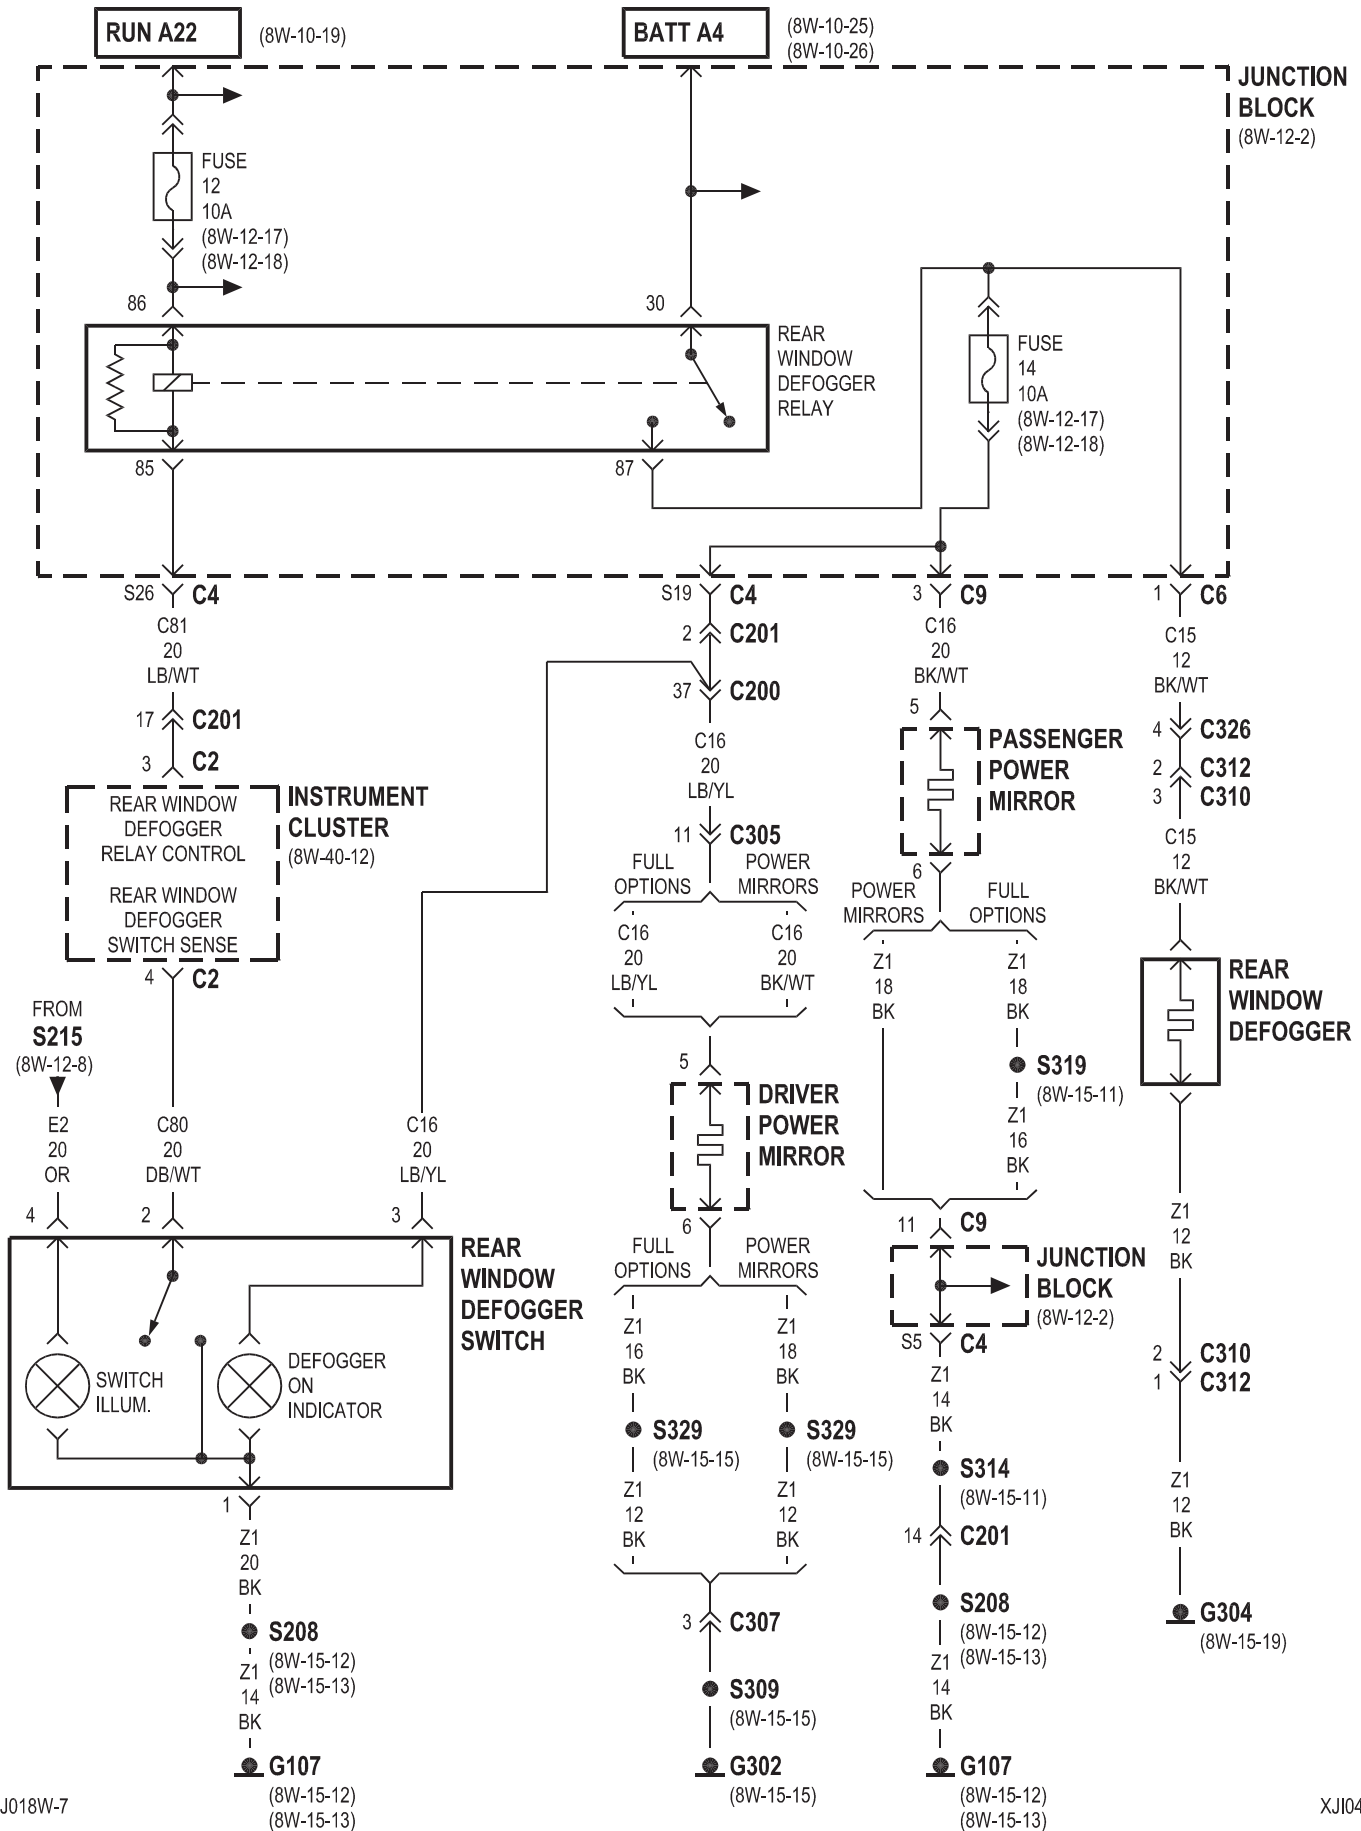 RUN A22
(8W-10-19)
BATT A4
(8W-10-25)
(8W-10-26)
JUNCTION
BLOCK
(8W-12-2)
FUSE
12
10A
(8W-12-17)
(8W-12-18)
86
30
REAR
WINDOW
DEFOGGER
RELAY
FUSE
14
10A
(8W-12-17)
(8W-12-18)
85
87
S26
C4
S19
C4
3
C9
1
C6
C81
20
LB/WT
2
C201
C16
20
BK/WT
C15
12
BK/WT
17
C201
37
C200
5
4
C326
3
C2
C16
20
LB/YL
PASSENGER
POWER
MIRROR
2
C312
3
C310
REAR WINDOW
DEFOGGER
RELAY CONTROL
REAR WINDOW
DEFOGGER
SWITCH SENSE
INSTRUMENT
CLUSTER
(8W-40-12)
11
C305
C15
12
BK/WT
FULL
OPTIONS
POWER
MIRRORS
6
POWER
MIRRORS
FULL
OPTIONS
C16
20
LB/YL
C16
20
BK/WT
Z1
18
BK
Z1
18
BK
REAR
WINDOW
DEFOGGER
4
C2
FROM
S215
(8W-12-8)
5
S319
(8W-15-11)
DRIVER
POWER
MIRROR
E2
20
OR
C80
20
DB/WT
C16
20
LB/YL
Z1
16
BK
4
2
3
6
11
C9
Z1
12
BK
REAR
WINDOW
DEFOGGER
SWITCH
FULL
OPTIONS
POWER
MIRRORS
JUNCTION
BLOCK
(8W-12-2)
SWITCH
ILLUM.
DEFOGGER
ON
INDICATOR
Z1
16
BK
Z1
18
BK
S5
C4
2
C310
1
C312
Z1
14
BK
S329
(8W-15-15)
S329
(8W-15-15)
S314
(8W-15-11)
1
Z1
12
BK
Z1
12
BK
Z1
12
BK
Z1
20
BK
14
C201
S208
(8W-15-12)
(8W-15-13)
3
C307
S208
(8W-15-12)
(8W-15-13)
G304
(8W-15-19)
Z1
14
BK
S309
(8W-15-15)
Z1
14
BK
G107
(8W-15-12)
(8W-15-13)
G302
(8W-15-15)
G107
(8W-15-12)
(8W-15-13)
J018W-7
XJI04